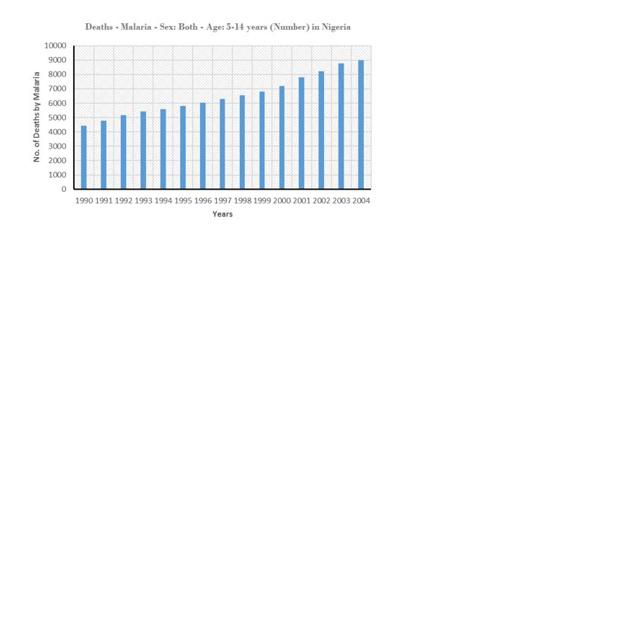 Deaths - Malaria - Sex: Both - Age: 5-14 years (Number) in Nigeria
10000
9000
8000
7000
6000
5000
4000
3000
2000
1000
0
No. of Deaths by Malaria
1990 1991 1992 1993 1994 1995 1996 1997 1998 1999 2000 2001 2002 2003 2004
Years